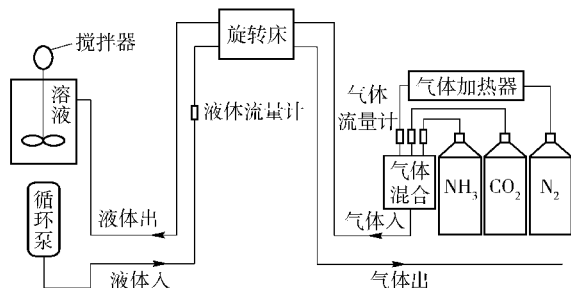 搅拌器
溶
液
旋转床
气体加热器
气体
流量计
液体流量计
气体
混合
NH₃
CO₂
N₂
循
环
泵
液体出
气体入
液体入
气体出